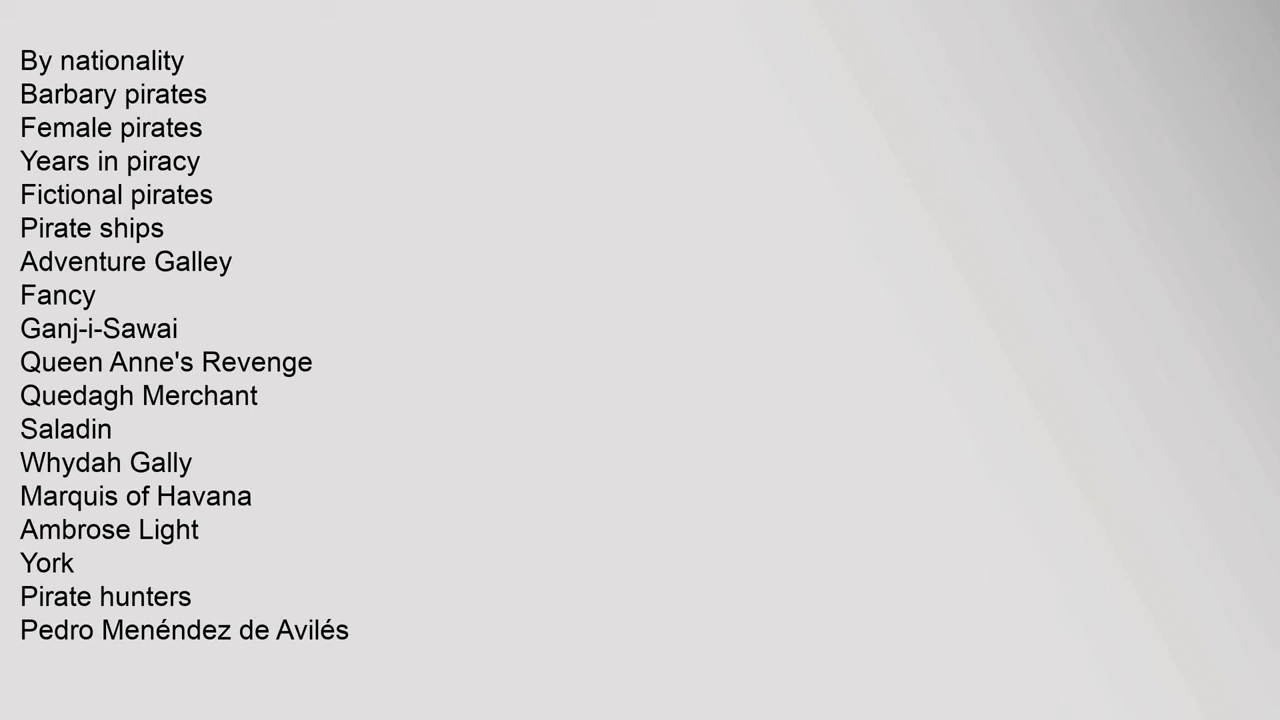 By nationality
Barbary pirates
Female pirates
Years in piracy
Fictional pirates
Pirate ships
Adventure Galley
Fancy
Ganj-i-Sawai
Queen Anne's Revenge
Quedagh Merchant
Saladin
Whydah Gally
Marquis of Havana
Ambrose Light
York
Pirate hunters
Pedro Menéndez de Avilés